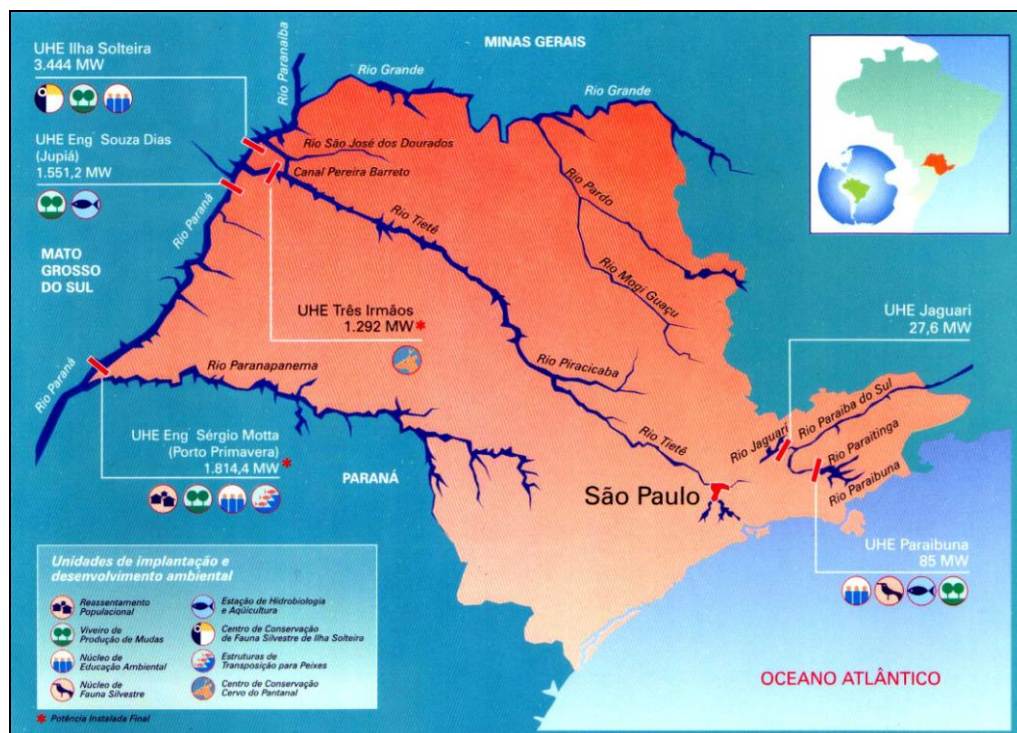 UHE Ilha Solteira
3.444 MW
UHE Eng° Souza Dias
(Jupiá)
1.551,2 MW
MATO
GROSSO
DO SUL
MINAS GERAIS
Rio Paranaíba
Rio Grande
Rio Grande
Rio São José dos Dourados
Canal Pereira Barreto
Rio Paraná
Rio Tietê
Rio Pardo
Rio Mogi Guaçu
UHE Três Irmãos
1.292 MW*
Rio Piracicaba
Rio Paranapanema
Rio Paraná
UHE Eng° Sérgio Motta
(Porto Primavera)
1.814,4 MW*
PARANÁ
Rio Tietê
São Paulo
UHE Jaguari
27,6 MW
Rio Jaguari
Rio Paraiba do Sul
Rio Paraitinga
Rio Paraibuna
UHE Paraibuna
85 MW
OCEANO ATLÂNTICO
Unidades de implantação e
desenvolvimento ambiental
Reassentamento
Populacional
Viveiro de
Produção de Mudas
Núcleo de
Educação Ambiental
Núcleo de
Fauna Silvestre
Estação de Hidrobiologia
e Aqüicultura
Centro de Conservação
de Fauna Silvestre de Ilha Solteira
Estruturas de
Transposição para Peixes
Centro de Conservação
Cervo do Pantanal
* Potência Instalada Final